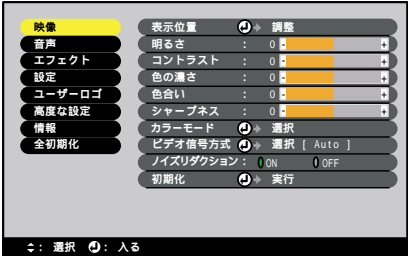 映像
音声
エフェクト
設定
ユーザーロゴ
高度な設定
情報
全初期化
表示位置 調整
明るさ : 0 - +
コントラスト : 0 - +
色の濃さ : 0 - +
色合い : 0 - +
シャープネス : 0 - +
カラーモード 選択
ビデオ信号方式 選択 [ Auto ]
ノイズリダクション : ON OFF
初期化 実行
: 選択 : 入る